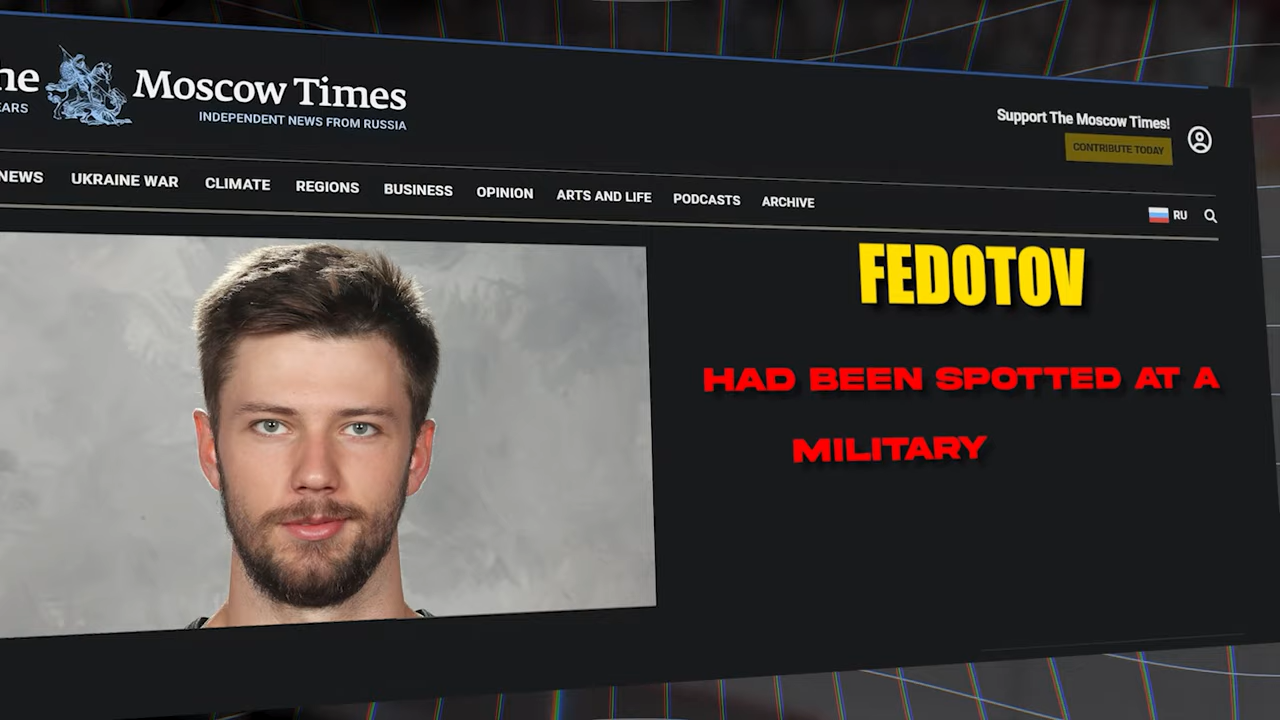 he Moscow Times
EARS
INDEPENDENT NEWS FROM RUSSIA
Support The Moscow Times!
CONTRIBUTE TODAY
NEWS UKRAINE WAR CLIMATE REGIONS BUSINESS OPINION ARTS AND LIFE PODCASTS ARCHIVE
RU
FEDOTOV
HAD BEEN SPOTTED AT A
MILITARY